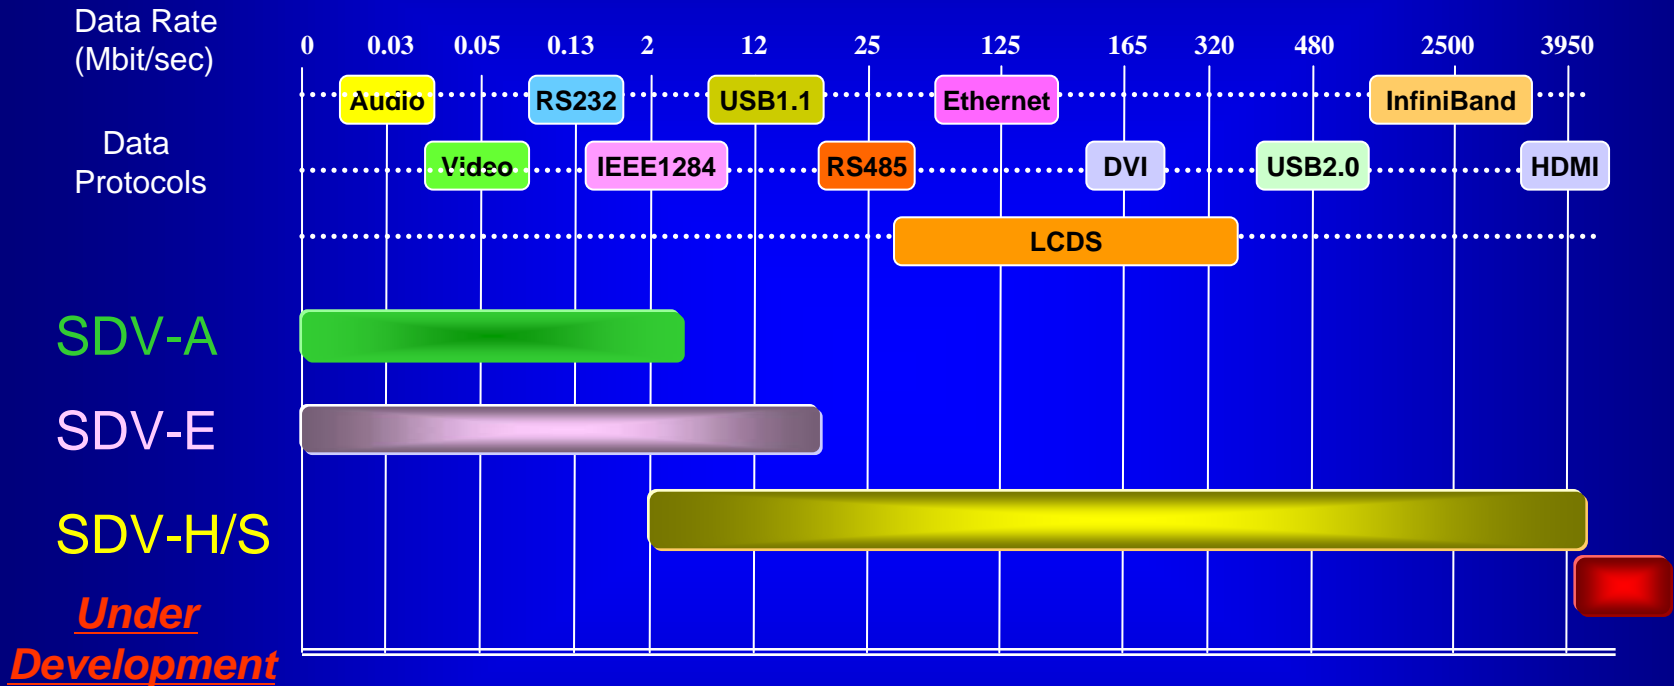 Data Rate
(Mbit/sec)
0 0.03 0.05 0.13 2 12 25 125 165 320 480 2500 3950
Audio RS232 USB1.1 Ethernet InfiniBand
Data
Protocols
Video IEEE1284 RS485 DVI USB2.0 HDMI
LCDS
SDV-A
SDV-E
SDV-H/S
Under
Development